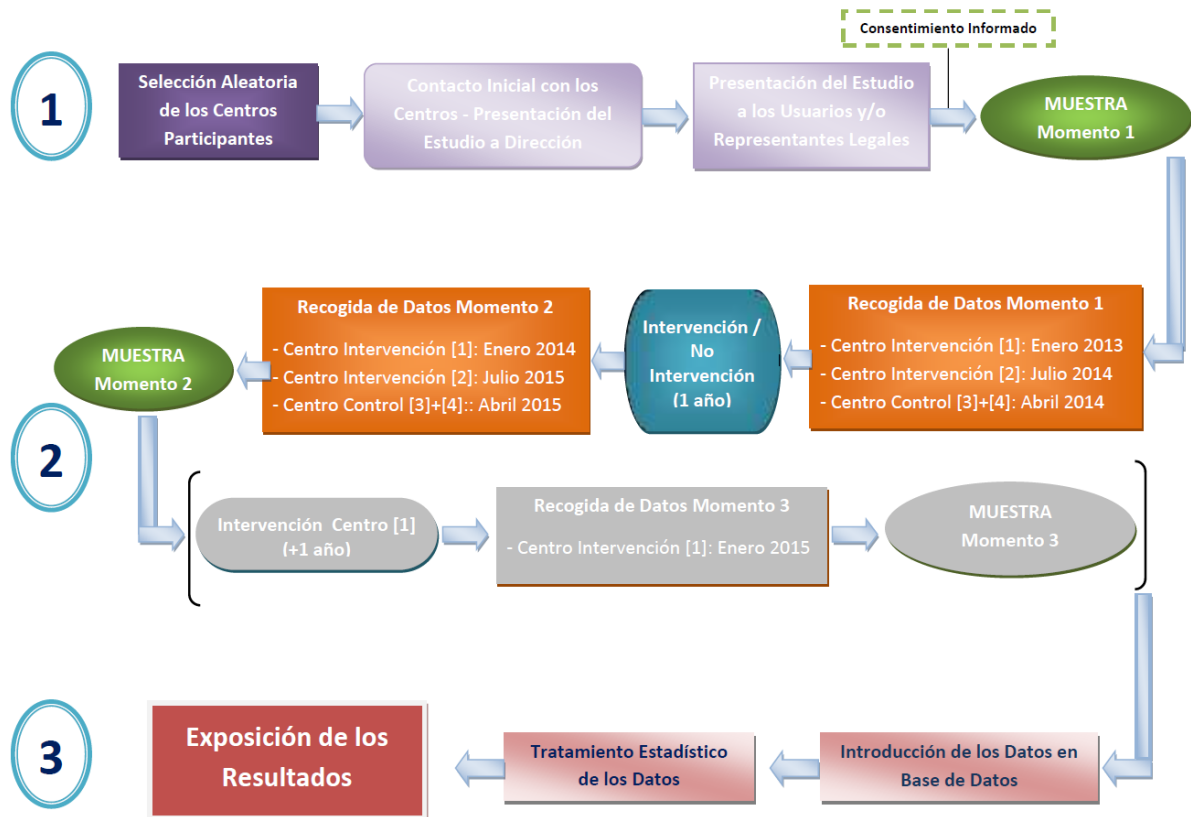 Consentimiento Informado
1
Selección Aleatoria
de los Centros
Participantes
Contacto Inicial con los
Centros - Presentación del
Estudio a Dirección
Presentación del Estudio
a los Usuarios y/o
Representantes Legales
MUESTRA
Momento 1
Recogida de Datos Momento 1
- Centro Intervención [1]: Enero 2013
- Centro Intervención [2]: Julio 2014
- Centro Control [3]+[4]: Abril 2014
Intervención /
No
Intervención
(1 año)
Recogida de Datos Momento 2
- Centro Intervención [1]: Enero 2014
- Centro Intervención [2]: Julio 2015
- Centro Control [3]+[4]:: Abril 2015
MUESTRA
Momento 2
2
Intervención Centro [1]
(+1 año)
Recogida de Datos Momento 3
- Centro Intervención [1]: Enero 2015
MUESTRA
Momento 3
3
Introducción de los Datos en
Base de Datos
Tratamiento Estadístico
de los Datos
Exposición de los
Resultados